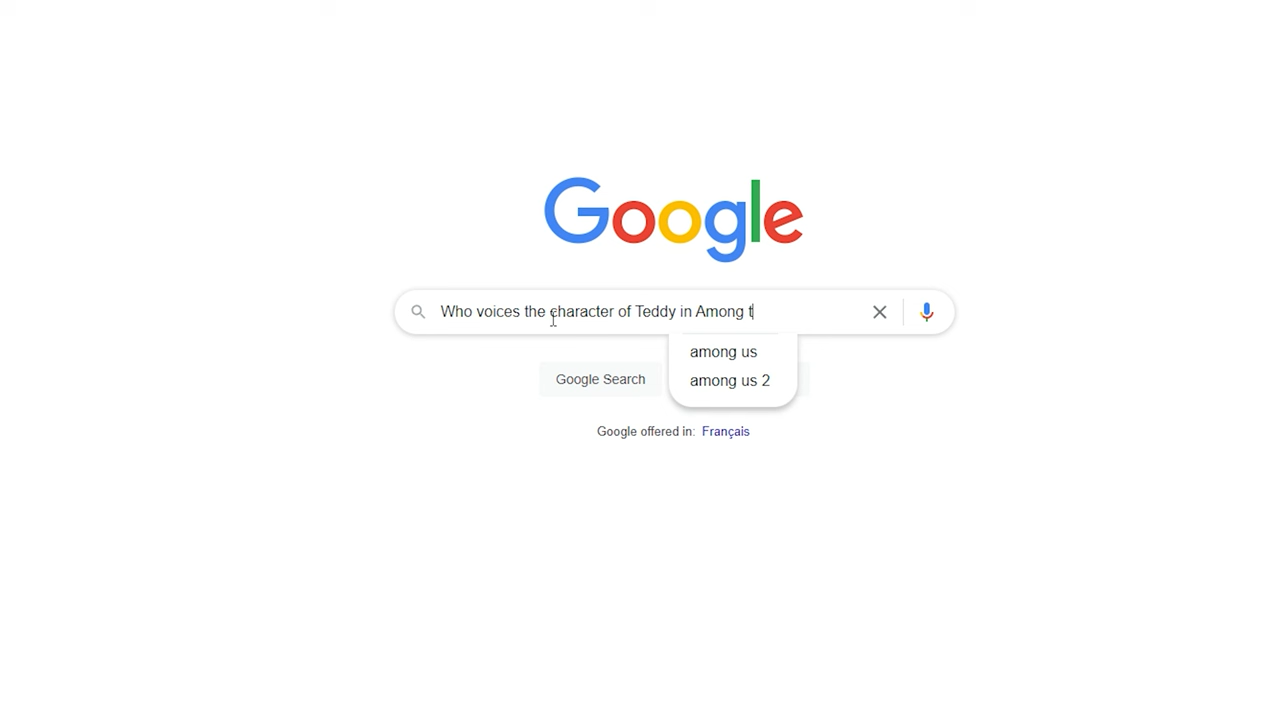 Google
Who voices the character of Teddy in Among t
among us
among us 2
Google Search
Google offered in: Français